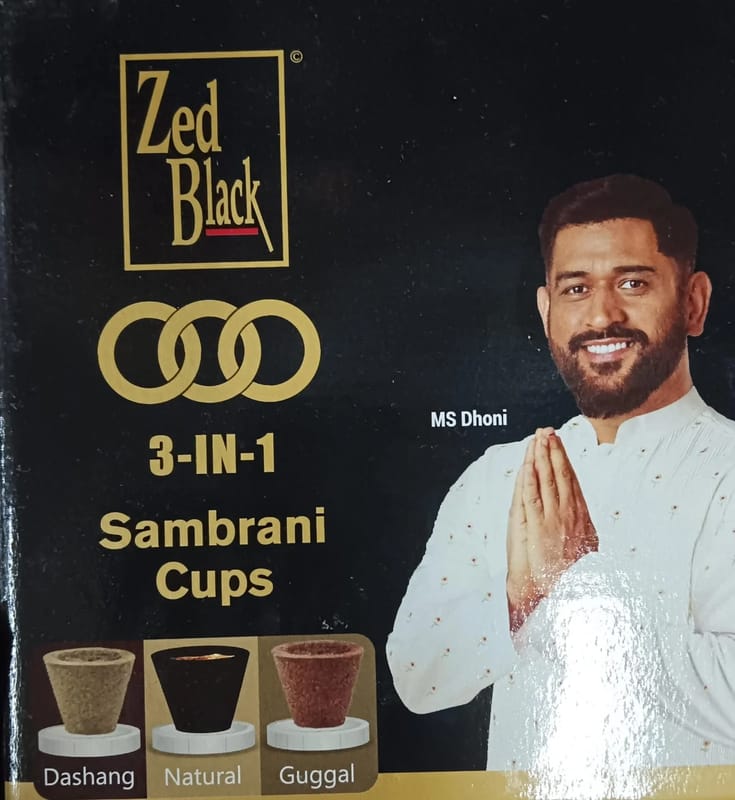 Zed
Black
©
3-IN-1
Sambrani
Cups
MS Dhoni
Dashang
Natural
Guggal